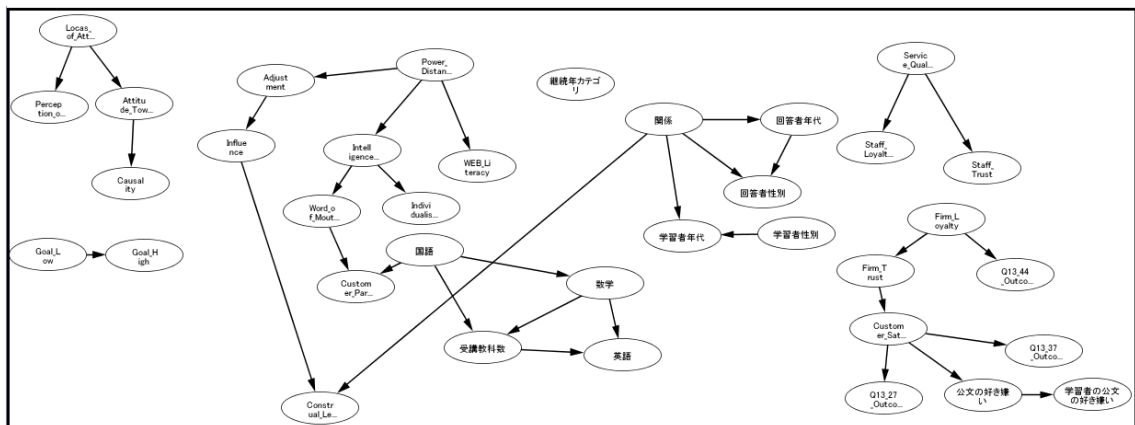 Locas_
of_Att...
Percep
tion_o...
Attitu
de_Tow...
Causal
ity
Goal_L
ow
Goal_H
igh
Adjust
ment
Power_
Distan...
Influe
nce
Intell
igence...
WEB_Li
teracy
Word_o
f_Mout...
Indivi
dualis...
国語
Custom
er_Par...
数学
受講教科数
英語
Constr
ual_Le...
継続年カテゴ
リ
関係
回答者年代
回答者性別
学習者年代
学習者性別
Servic
e_Qual...
Staff_
Loyalt...
Staff_
Trust
Firm_L
oyalty
Firm_T
rust
Q13_44
_Outco...
Custom
er_Sat...
Q13_37
_Outco...
Q13_27
_Outco...
公文の好き嫌
い
学習者の公文
の好き嫌い